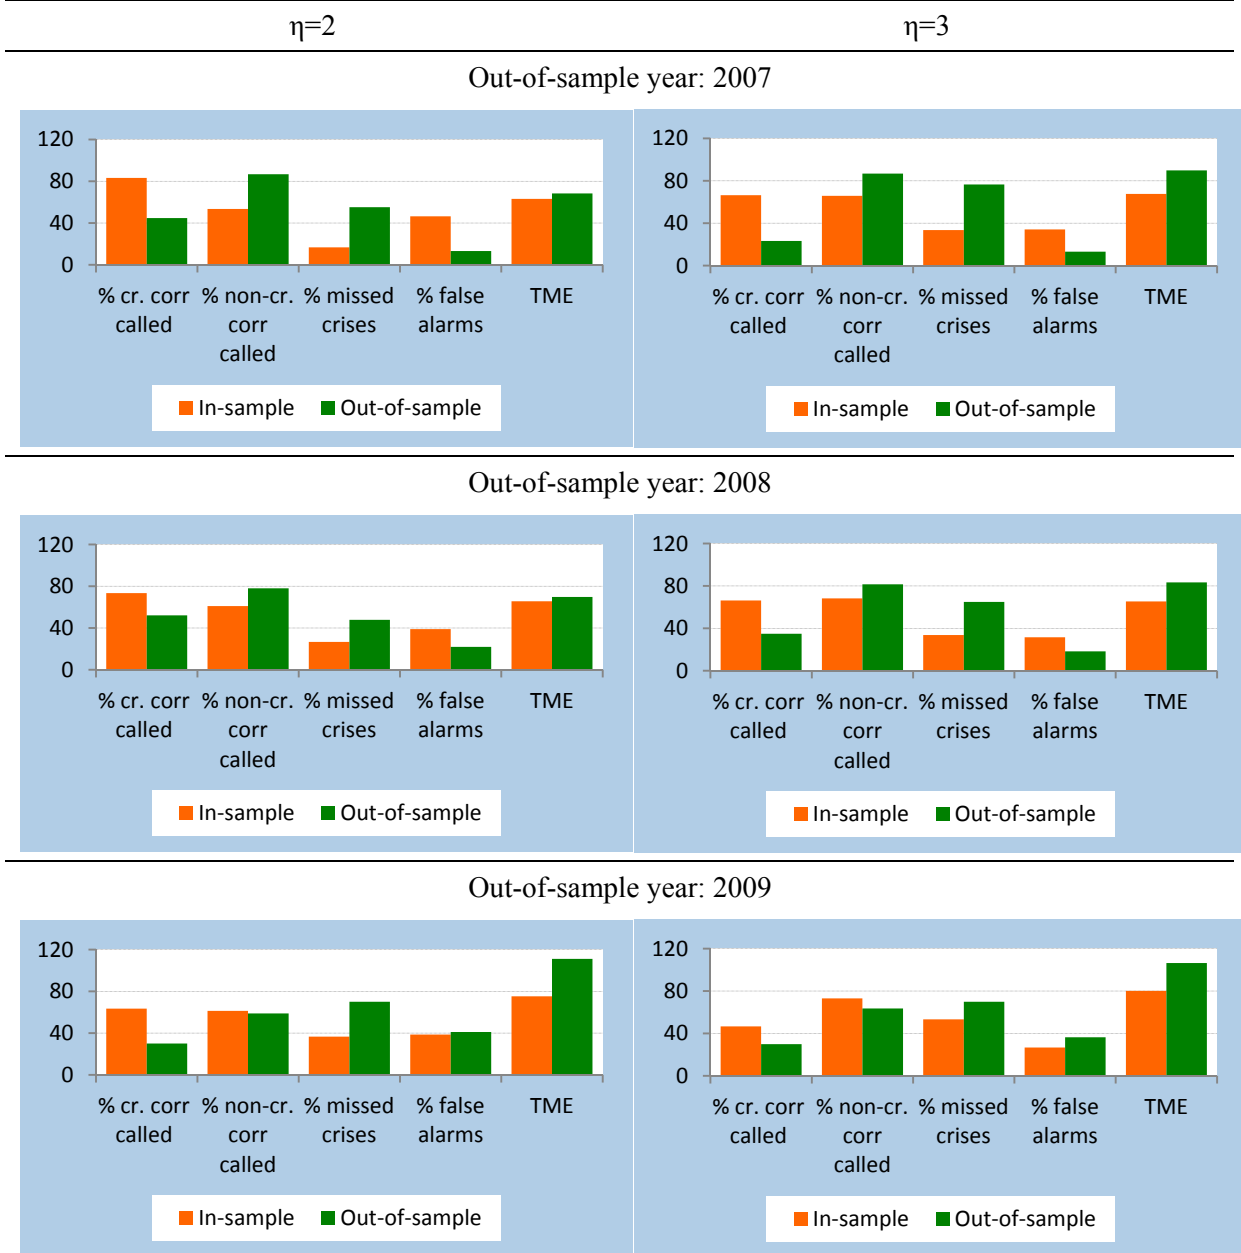 η=2
η=3
Out-of-sample year: 2007
120
80
40
0
% cr. corr % non-cr. % missed % false TME
called corr crises alarms
called
In-sample Out-of-sample
120
80
40
0
% cr. corr % non-cr. % missed % false TME
called corr crises alarms
called
In-sample Out-of-sample
Out-of-sample year: 2008
120
80
40
0
% cr. corr % non-cr. % missed % false TME
called corr crises alarms
called
In-sample Out-of-sample
120
80
40
0
% cr. corr % non-cr. % missed % false TME
called corr crises alarms
called
In-sample Out-of-sample
Out-of-sample year: 2009
120
80
40
0
% cr. corr % non-cr. % missed % false TME
called corr crises alarms
called
In-sample Out-of-sample
120
80
40
0
% cr. corr % non-cr. % missed % false TME
called corr crises alarms
called
In-sample Out-of-sample